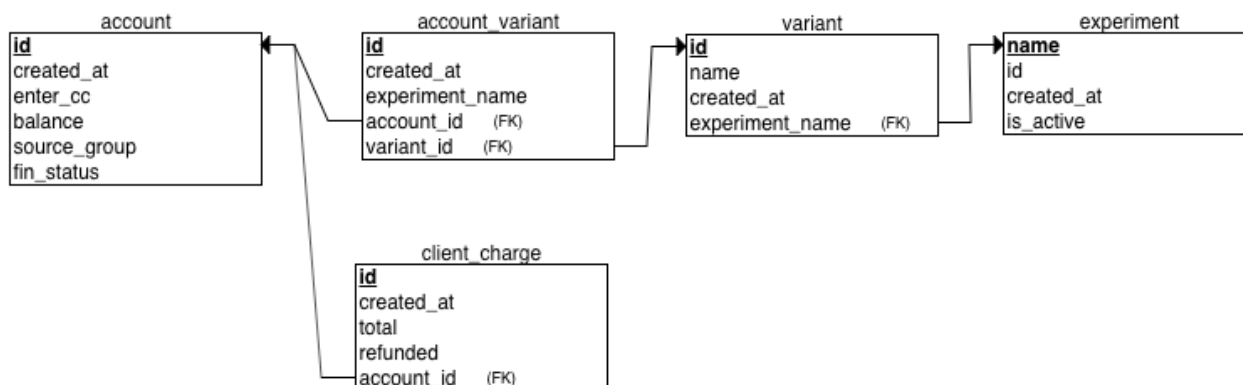 account
id
created_at
enter_cc
balance
source_group
fin_status
account_variant
id
created_at
experiment_name
account_id (FK)
variant_id (FK)
variant
id
name
created_at
experiment_name (FK)
experiment
name
id
created_at
is_active
client_charge
id
created_at
total
refunded
account_id (FK)